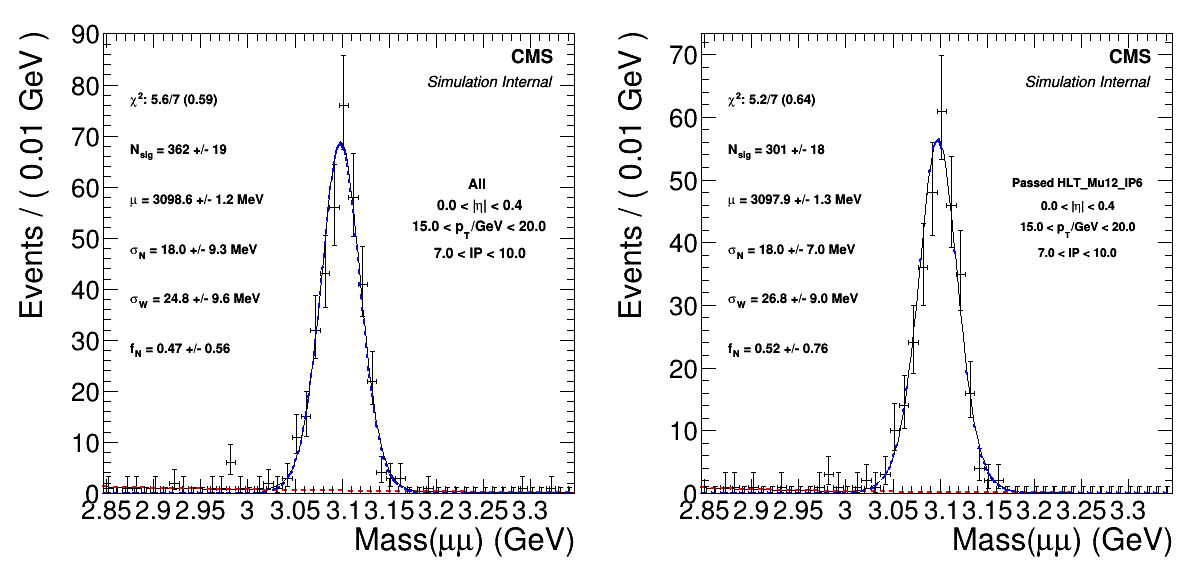 Events / ( 0.01 GeV )
90
80
70
60
50
40
30
20
10
0
CMS
Simulation Internal
χ²: 5.6/7 (0.59)
N_sig = 362 +/- 19
μ = 3098.6 +/- 1.2 MeV
σ_N = 18.0 +/- 9.3 MeV
σ_W = 24.8 +/- 9.6 MeV
f_N = 0.47 +/- 0.56
All
0.0 < |η| < 0.4
15.0 < p_T/GeV < 20.0
7.0 < IP < 10.0
2.85 2.9 2.95 3 3.05 3.1 3.15 3.2 3.25 3.3
Mass(μμ) (GeV)
Events / ( 0.01 GeV )
70
60
50
40
30
20
10
0
CMS
Simulation Internal
χ²: 5.2/7 (0.64)
N_sig = 301 +/- 18
μ = 3097.9 +/- 1.3 MeV
σ_N = 18.0 +/- 7.0 MeV
σ_W = 26.8 +/- 9.0 MeV
f_N = 0.52 +/- 0.76
Passed HLT_Mu12_IP6
0.0 < |η| < 0.4
15.0 < p_T/GeV < 20.0
7.0 < IP < 10.0
2.85 2.9 2.95 3 3.05 3.1 3.15 3.2 3.25 3.3
Mass(μμ) (GeV)